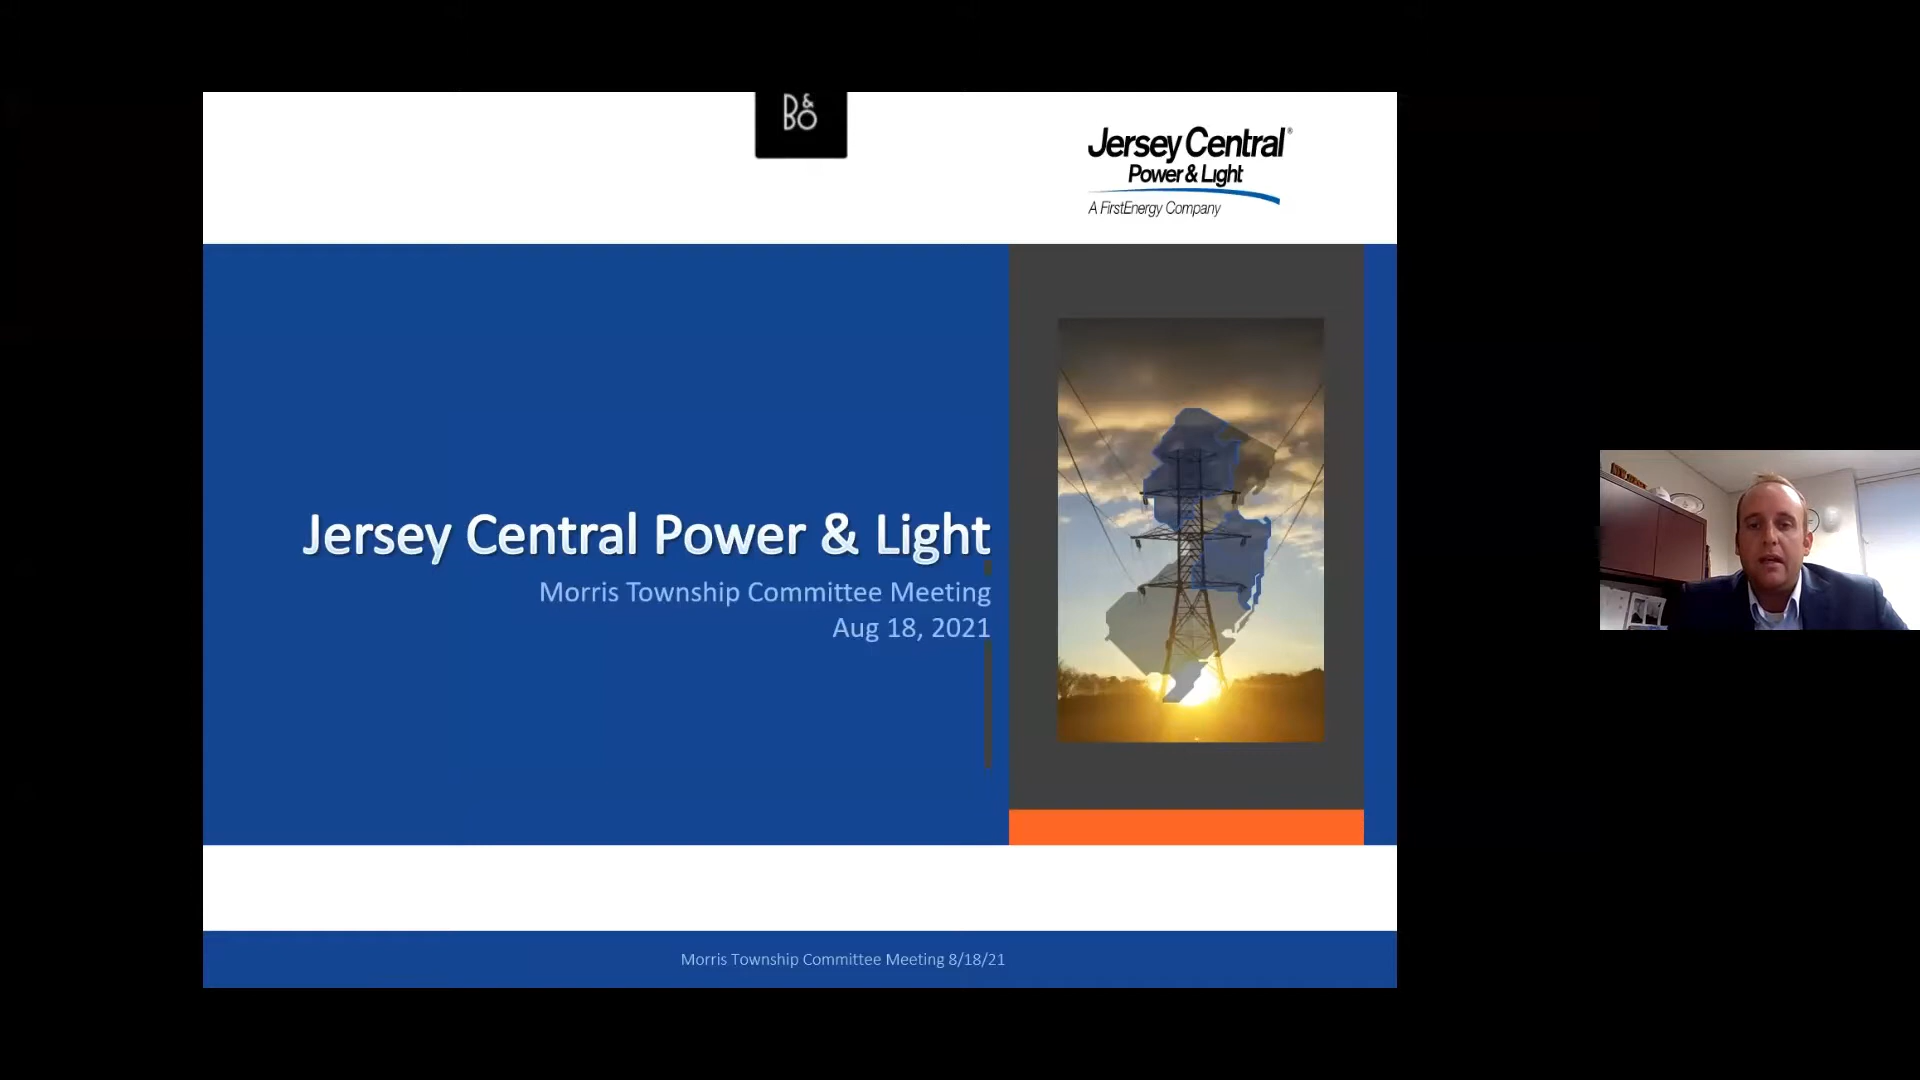 B&O
Jersey Central®
Power & Light
A FirstEnergy Company
Jersey Central Power & Light
Morris Township Committee Meeting
Aug 18, 2021
Morris Township Committee Meeting 8/18/21